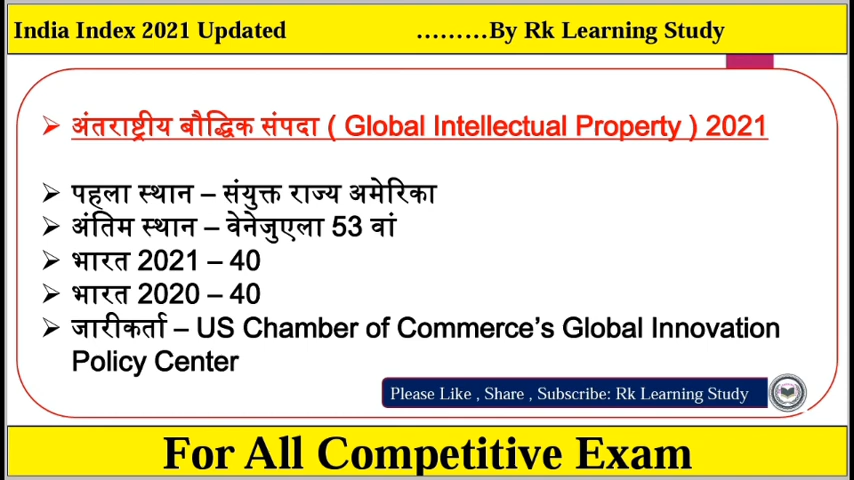 India Index 2021 Updated ………By Rk Learning Study
➢ अंतराष्ट्रीय बौद्धिक संपदा ( Global Intellectual Property ) 2021
➢ पहला स्थान – संयुक्त राज्य अमेरिका
➢ अंतिम स्थान – वेनेजुएला 53 वां
➢ भारत 2021 – 40
➢ भारत 2020 – 40
➢ जारीकर्ता – US Chamber of Commerce’s Global Innovation
Policy Center
Please Like , Share , Subscribe: Rk Learning Study
For All Competitive Exam